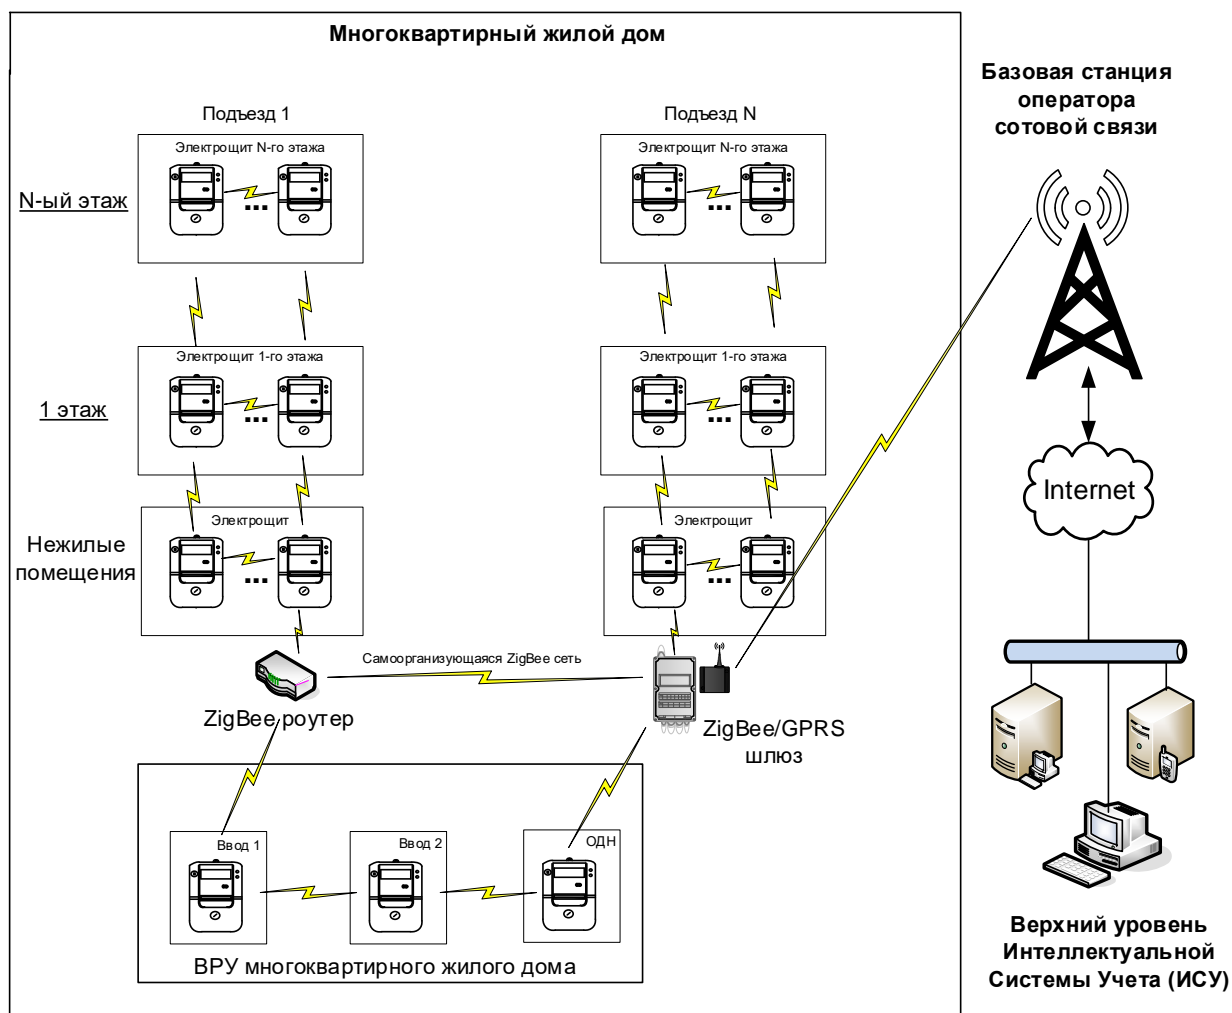 Многоквартирный жилой дом
Базовая станция
оператора
сотовой связи
Подъезд 1
Подъезд N
Электрощит N-го этажа
Электрощит N-го этажа
N-ый этаж
Электрощит 1-го этажа
Электрощит 1-го этажа
1 этаж
Internet
Электрощит
Электрощит
Нежилые
помещения
Самоорганизующаяся ZigBee сеть
ZigBee роутер
ZigBee/GPRS
шлюз
Ввод 1
Ввод 2
ОДН
ВРУ многоквартирного жилого дома
Верхний уровень
Интеллектуальной
Системы Учета (ИСУ)